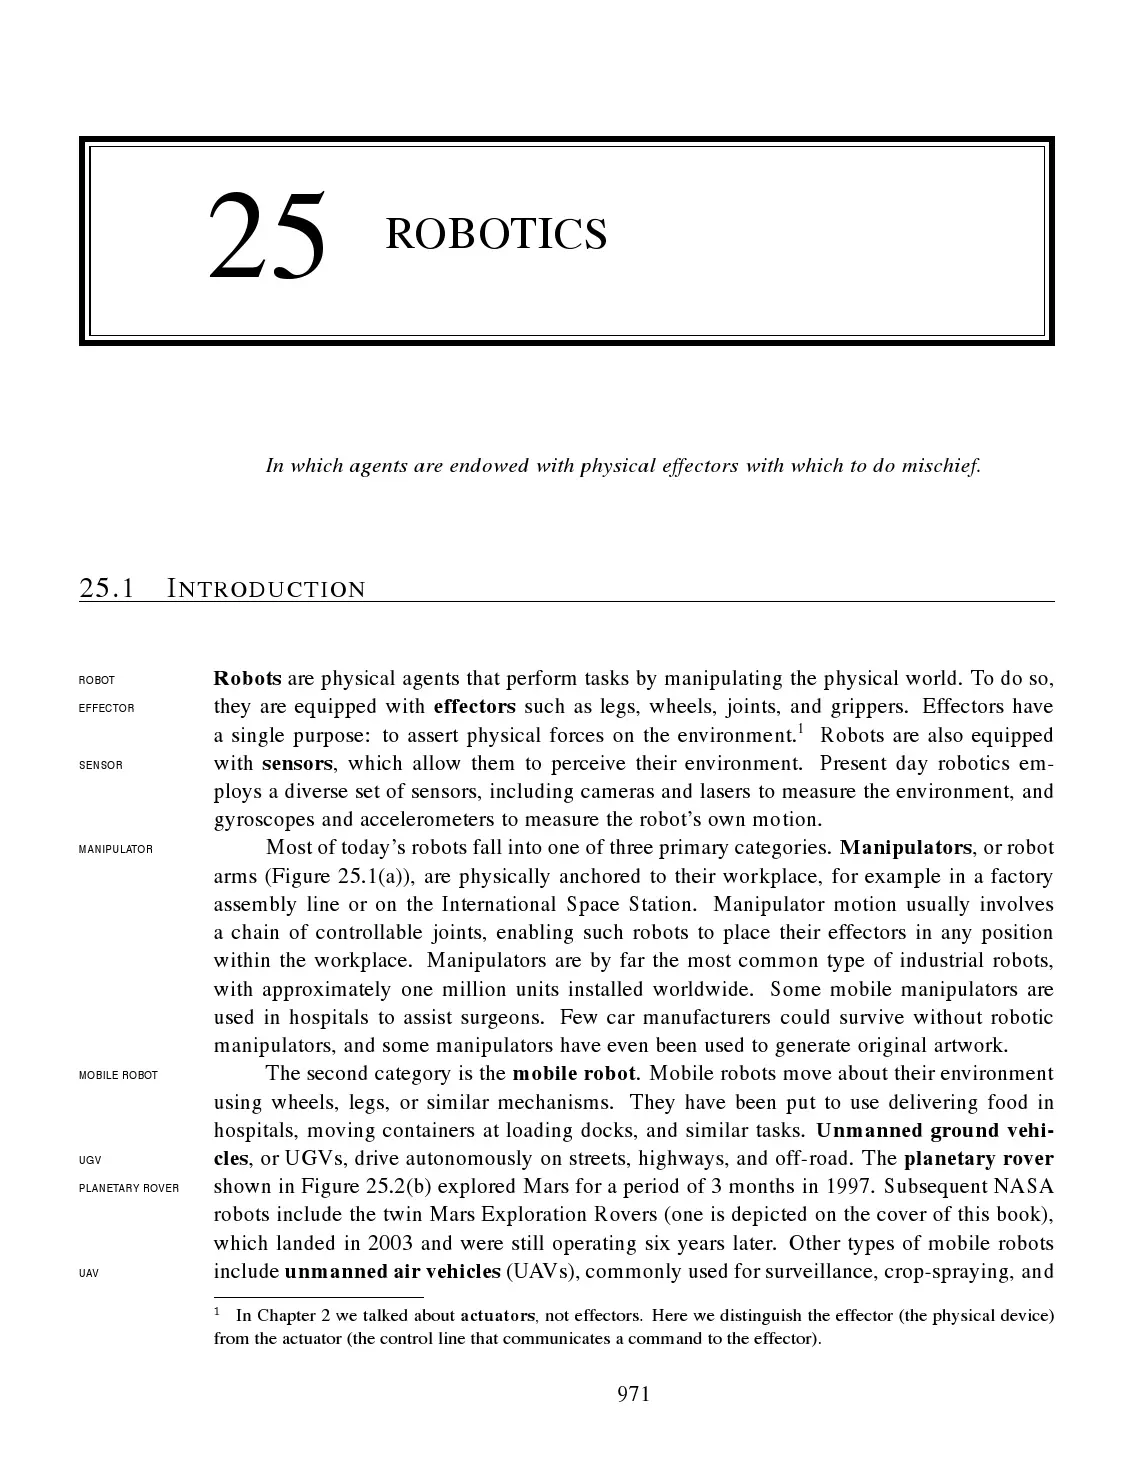 25 ROBOTICS
In which agents are endowed with physical effectors with which to do mischief.
25.1 INTRODUCTION
ROBOT Robots are physical agents that perform tasks by manipulating the physical world. To do so,
EFFECTOR they are equipped with effectors such as legs, wheels, joints, and grippers. Effectors have
a single purpose: to assert physical forces on the environment.1 Robots are also equipped
SENSOR with sensors, which allow them to perceive their environment. Present day robotics em-
ploys a diverse set of sensors, including cameras and lasers to measure the environment, and
gyroscopes and accelerometers to measure the robot's own motion.
MANIPULATOR Most of today's robots fall into one of three primary categories. Manipulators, or robot
arms (Figure 25.1(a)), are physically anchored to their workplace, for example in a factory
assembly line or on the International Space Station. Manipulator motion usually involves
a chain of controllable joints, enabling such robots to place their effectors in any position
within the workplace. Manipulators are by far the most common type of industrial robots,
with approximately one million units installed worldwide. Some mobile manipulators are
used in hospitals to assist surgeons. Few car manufacturers could survive without robotic
manipulators, and some manipulators have even been used to generate original artwork.
MOBILE ROBOT The second category is the mobile robot. Mobile robots move about their environment
using wheels, legs, or similar mechanisms. They have been put to use delivering food in
hospitals, moving containers at loading docks, and similar tasks. Unmanned ground vehi-
UGV cles, or UGVs, drive autonomously on streets, highways, and off-road. The planetary rover
PLANETARY ROVER shown in Figure 25.2(b) explored Mars for a period of 3 months in 1997. Subsequent NASA
robots include the twin Mars Exploration Rovers (one is depicted on the cover of this book),
which landed in 2003 and were still operating six years later. Other types of mobile robots
UAV include unmanned air vehicles (UAVs), commonly used for surveillance, crop-spraying, and
1 In Chapter 2 we talked about actuators, not effectors. Here we distinguish the effector (the physical device)
from the actuator (the control line that communicates a command to the effector).
971